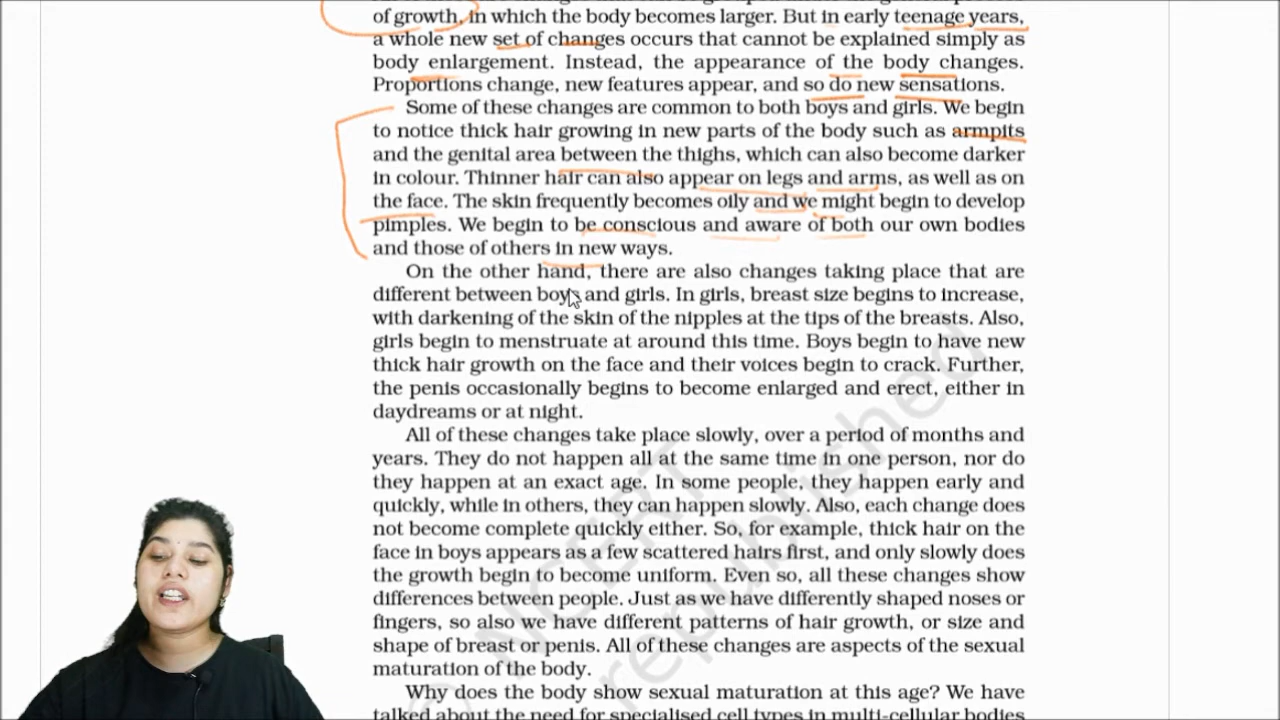 of growth, in which the body becomes larger. But in early teenage years,
a whole new set of changes occurs that cannot be explained simply as
body enlargement. Instead, the appearance of the body changes.
Proportions change, new features appear, and so do new sensations.
Some of these changes are common to both boys and girls. We begin
to notice thick hair growing in new parts of the body such as armpits
and the genital area between the thighs, which can also become darker
in colour. Thinner hair can also appear on legs and arms, as well as on
the face. The skin frequently becomes oily and we might begin to develop
pimples. We begin to be conscious and aware of both our own bodies
and those of others in new ways.
On the other hand, there are also changes taking place that are
different between boys and girls. In girls, breast size begins to increase,
with darkening of the skin of the nipples at the tips of the breasts. Also,
girls begin to menstruate at around this time. Boys begin to have new
thick hair growth on the face and their voices begin to crack. Further,
the penis occasionally begins to become enlarged and erect, either in
daydreams or at night.
All of these changes take place slowly, over a period of months and
years. They do not happen all at the same time in one person, nor do
they happen at an exact age. In some people, they happen early and
quickly, while in others, they can happen slowly. Also, each change does
not become complete quickly either. So, for example, thick hair on the
face in boys appears as a few scattered hairs first, and only slowly does
the growth begin to become uniform. Even so, all these changes show
differences between people. Just as we have differently shaped noses or
fingers, so also we have different patterns of hair growth, or size and
shape of breast or penis. All of these changes are aspects of the sexual
maturation of the body.
Why does the body show sexual maturation at this age? We have
talked about the need for specialised cell types in multi-cellular bodies
© NCERT
republished